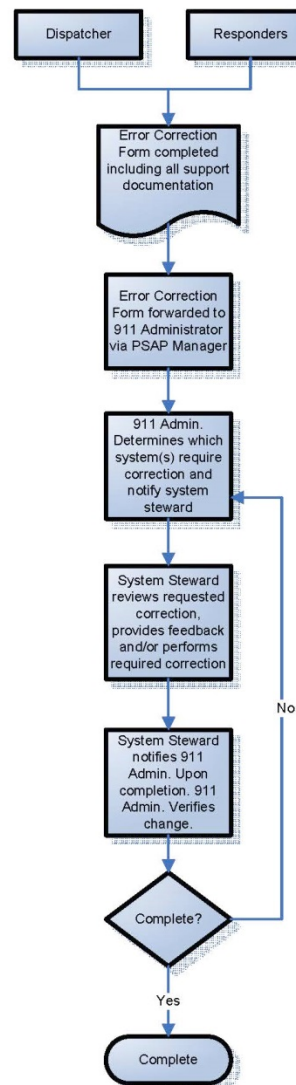 Dispatcher
Responders
Error Correction
Form completed
including all support
documentation
Error Correction
Form forwarded to
911 Administrator
via PSAP Manager
911 Admin.
Determines which
system(s) require
correction and
notify system
steward
System Steward
reviews requested
correction,
provides feedback
and/or performs
required correction
No
System Steward
notifies 911
Admin. Upon
completion. 911
Admin. Verifies
change.
Complete?
Yes
Complete